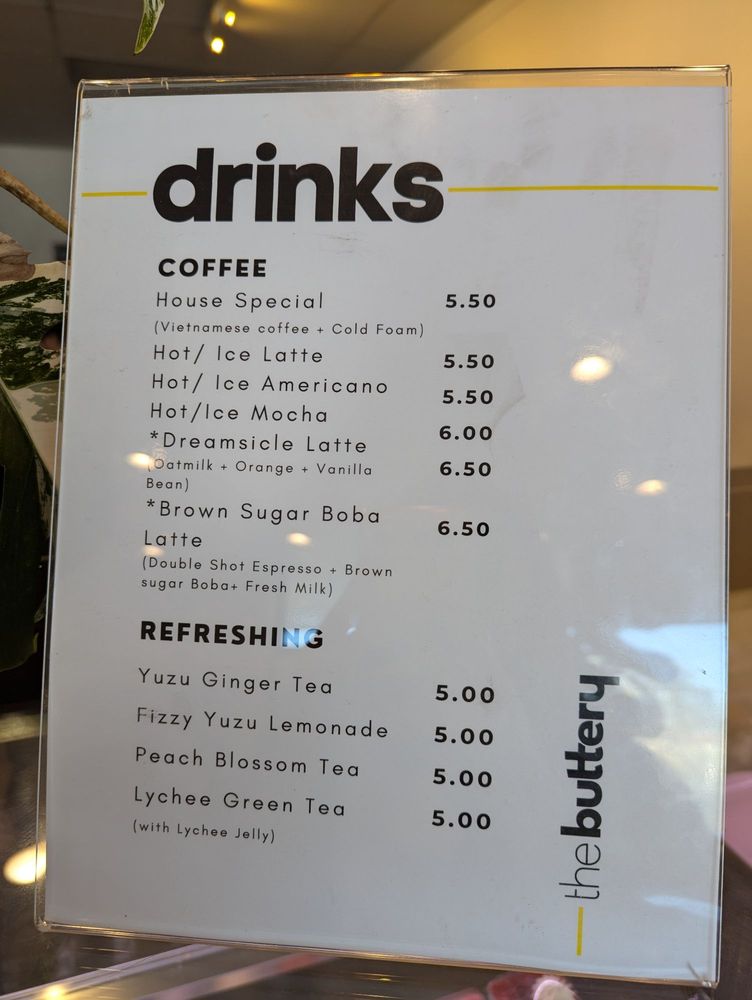 drinks
COFFEE
House Special 5.50
(Vietnamese coffee + Cold Foam)
Hot/ Ice Latte 5.50
Hot/ Ice Americano 5.50
Hot/Ice Mocha 6.00
*Dreamsicle Latte 6.50
(Oatmilk + Orange + Vanilla
Bean)
*Brown Sugar Boba 6.50
Latte
(Double Shot Espresso + Brown
sugar Boba+ Fresh Milk)
REFRESHING
Yuzu Ginger Tea 5.00
Fizzy Yuzu Lemonade 5.00
Peach Blossom Tea 5.00
Lychee Green Tea 5.00
(with Lychee Jelly)
the buttery